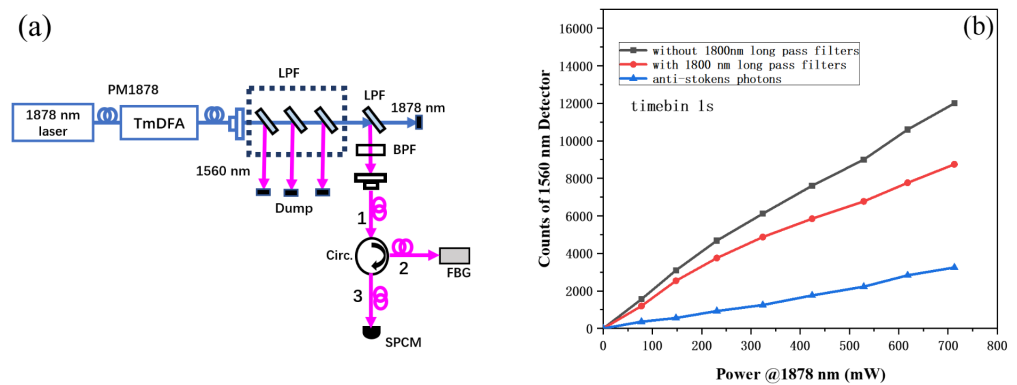 (a)
LPF
LPF
PM1878
1878 nm
1878 nm
laser
TmDFA
BPF
1560 nm
Dump
1
Circ.
2
FBG
3
SPCM
(b)
16000
14000
12000
10000
8000
6000
4000
2000
0
Counts of 1560 nm Detector
without 1800nm long pass filters
with 1800 nm long pass filters
anti-stokens photons
timebin 1s
0 100 200 300 400 500 600 700 800
Power @1878 nm (mW)